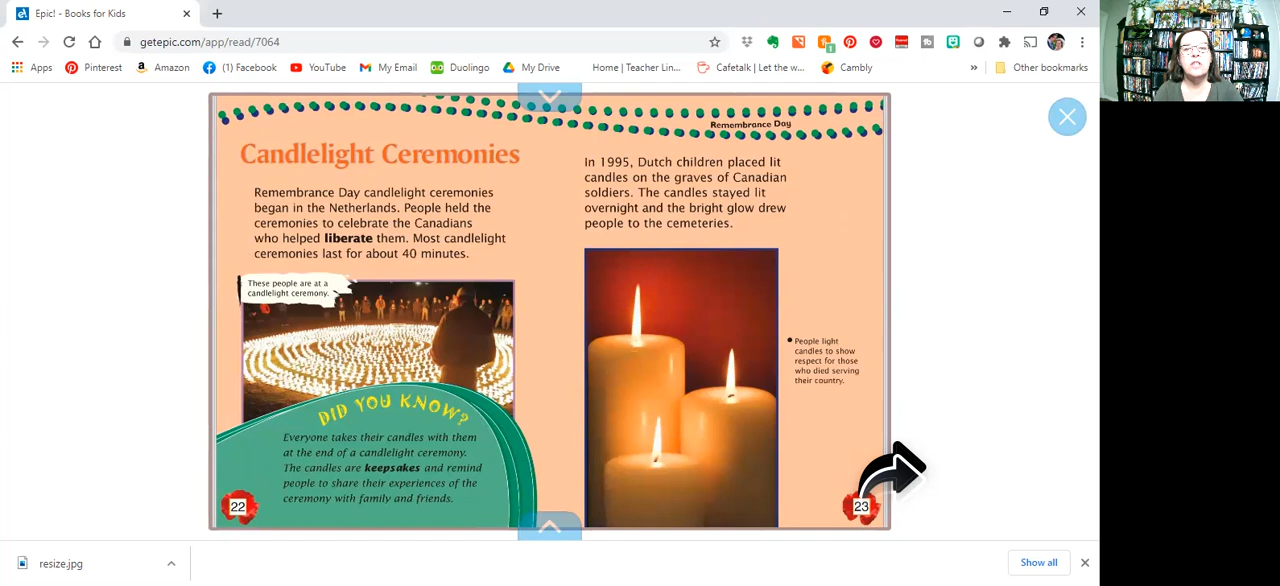 Epic! - Books for Kids
getepic.com/app/read/7064
Apps Pinterest Amazon (1) Facebook YouTube My Email Duolingo My Drive Home | Teacher Lin... Cafetalk | Let the w... Cambly » Other bookmarks
Remembrance Day
Candlelight Ceremonies
Remembrance Day candlelight ceremonies
began in the Netherlands. People held the
ceremonies to celebrate the Canadians
who helped liberate them. Most candlelight
ceremonies last for about 40 minutes.
These people are at a
candlelight ceremony.
DID YOU KNOW?
Everyone takes their candles with them
at the end of a candlelight ceremony.
The candles are keepsakes and remind
people to share their experiences of the
ceremony with family and friends.
22
In 1995, Dutch children placed lit
candles on the graves of Canadian
soldiers. The candles stayed lit
overnight and the bright glow drew
people to the cemeteries.
People light
candles to show
respect for those
who died serving
their country.
23
resize.jpg
Show all